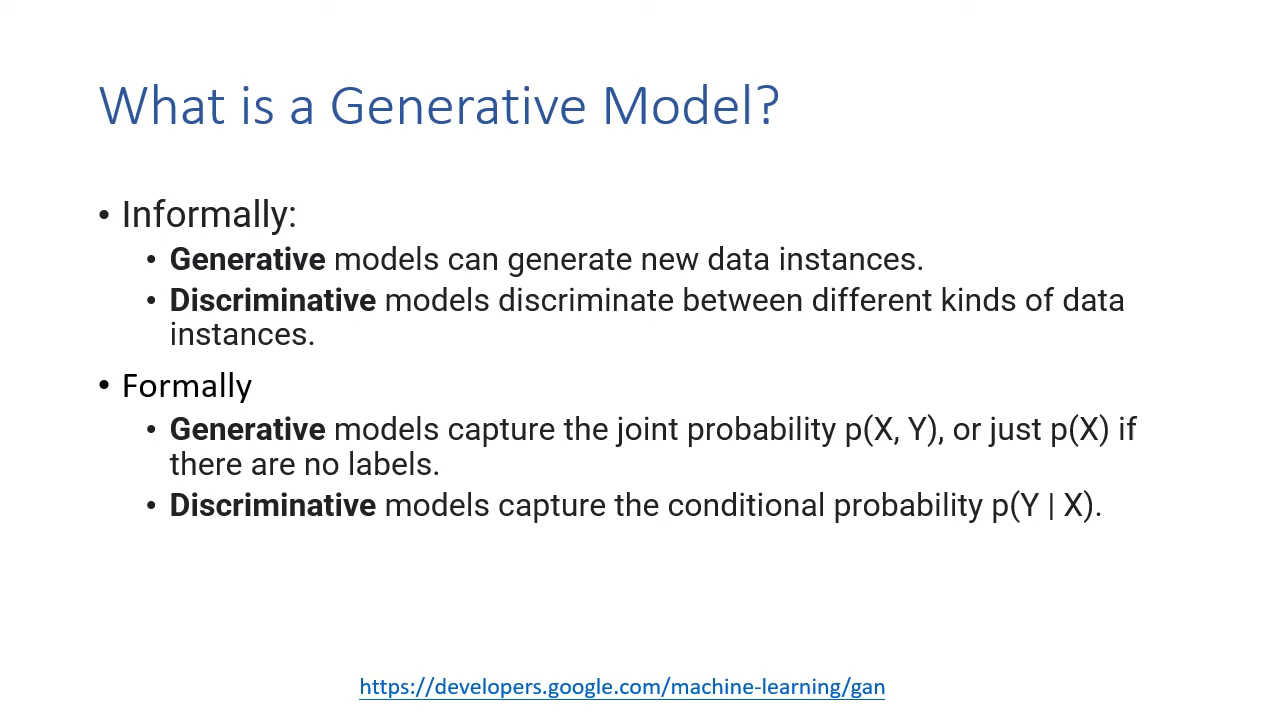 What is a Generative Model?
• Informally:
• Generative models can generate new data instances.
• Discriminative models discriminate between different kinds of data
instances.
• Formally
• Generative models capture the joint probability p(X, Y), or just p(X) if
there are no labels.
• Discriminative models capture the conditional probability p(Y | X).
https://developers.google.com/machine-learning/gan